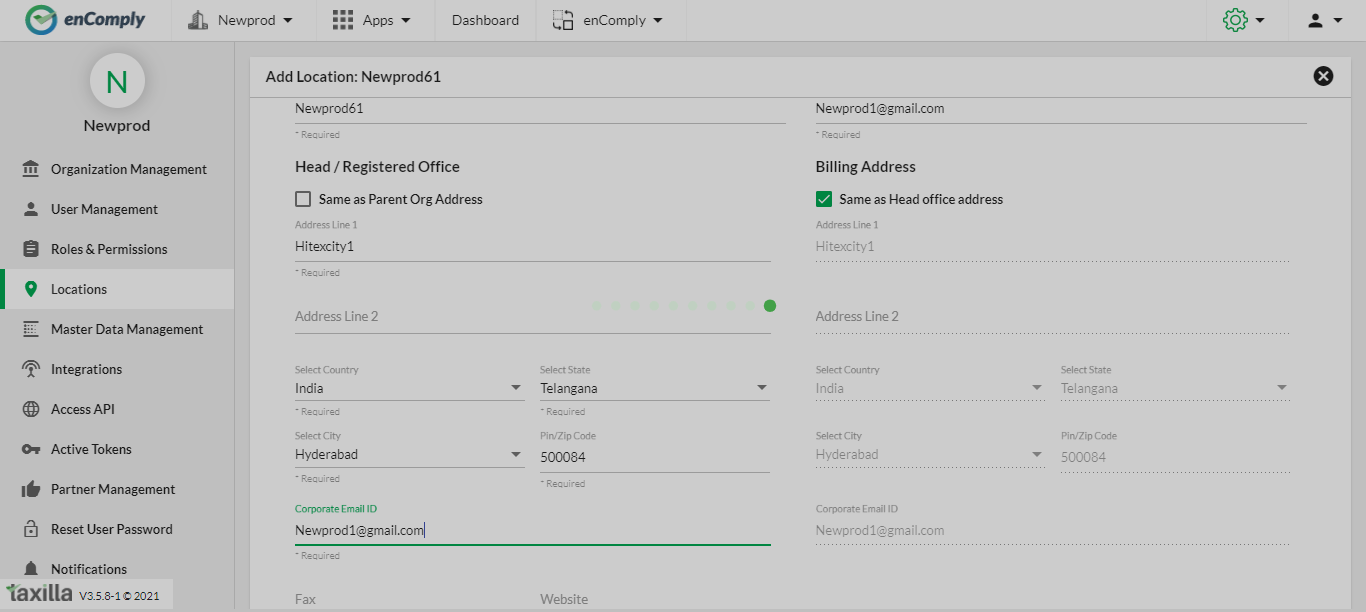 enComply Newprod Apps Dashboard enComply
N
Newprod
Organization Management
User Management
Roles & Permissions
Locations
Master Data Management
Integrations
Access API
Active Tokens
Partner Management
Reset User Password
Notifications
taxilla V3.5.8-1 © 2021
Add Location: Newprod61
Newprod61 Newprod1@gmail.com
* Required * Required
Head / Registered Office Billing Address
Same as Parent Org Address Same as Head office address
Address Line 1 Address Line 1
Hitexcity1 Hitexcity1
* Required
Address Line 2 Address Line 2
Select Country Select State Select Country Select State
India Telangana India Telangana
* Required * Required
Select City Pin/Zip Code Select City Pin/Zip Code
Hyderabad 500084 Hyderabad 500084
* Required * Required
Corporate Email ID Corporate Email ID
Newprod1@gmail.com Newprod1@gmail.com
* Required
Fax Website